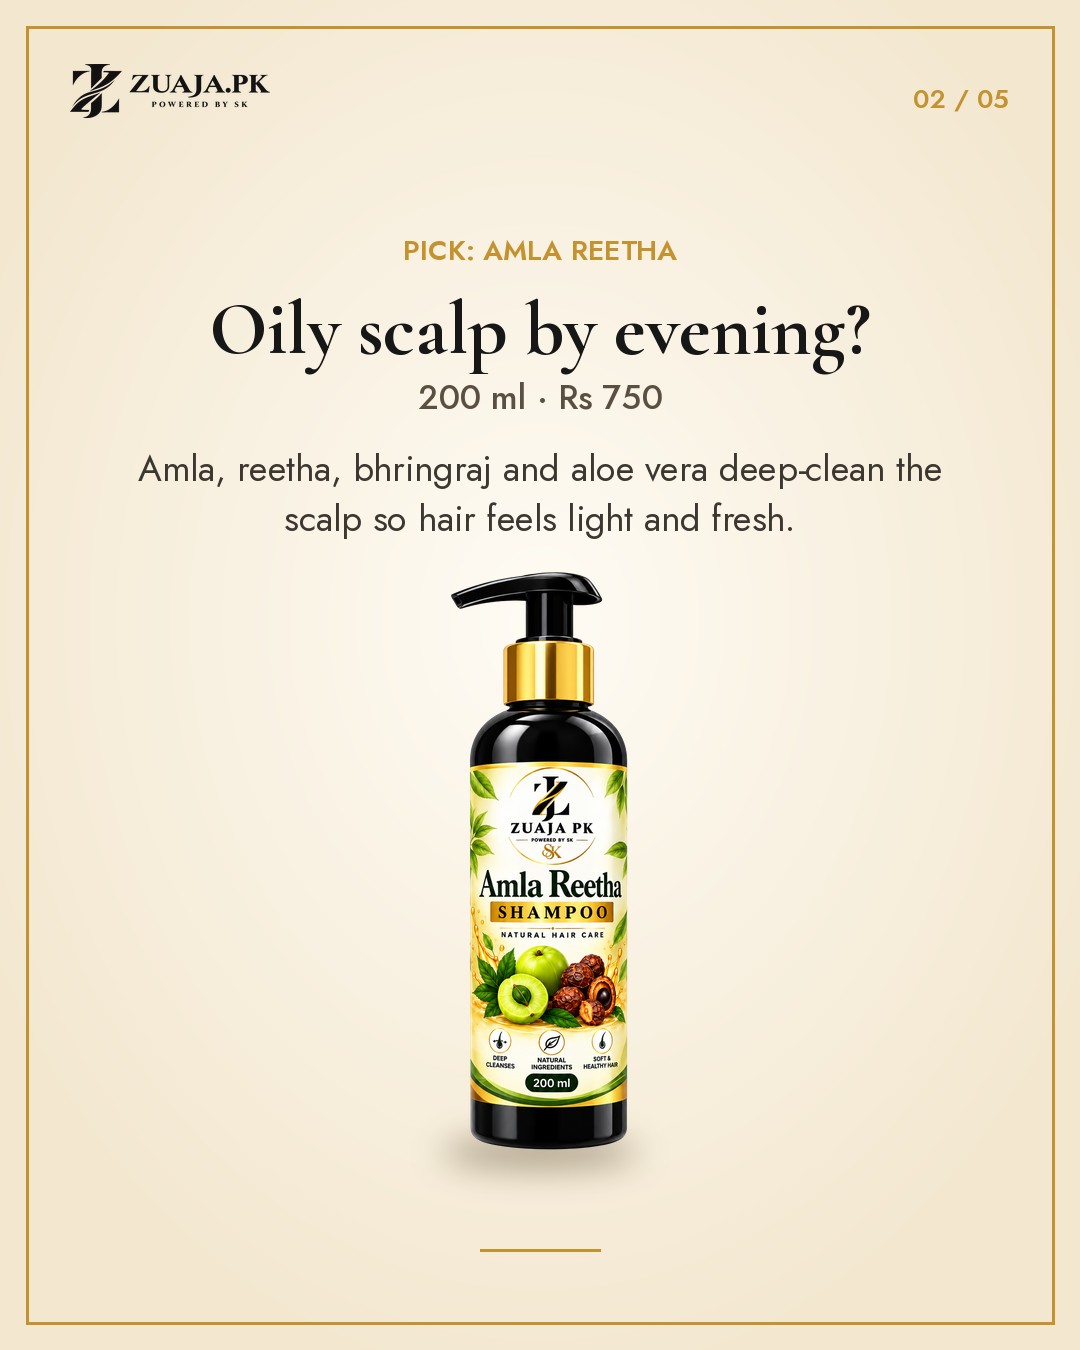 ZUAJA.PK
POWERED BY SK
02 / 05
PICK: AMLA REETHA
Oily scalp by evening?
200 ml · Rs 750
Amla, reetha, bhringraj and aloe vera deep-clean the
scalp so hair feels light and fresh.
ZUAJA PK
POWERED BY SK
SK
Amla Reetha
SHAMPOO
NATURAL HAIR CARE
DEEP
CLEANSES
NATURAL
INGREDIENTS
SOFT &
HEALTHY HAIR
200 ml